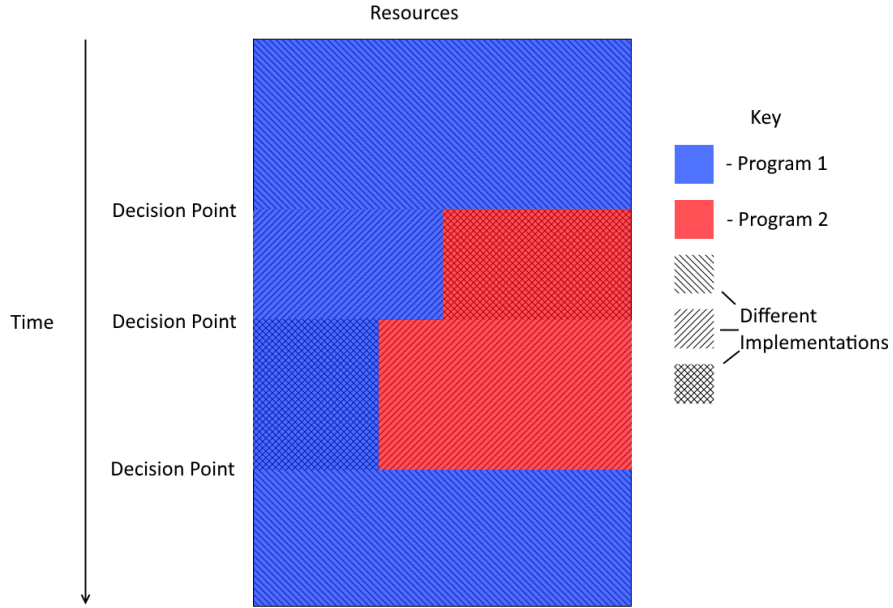 Resources
Key
- Program 1
Decision Point
- Program 2
Time
Decision Point
Different
Implementations
Decision Point